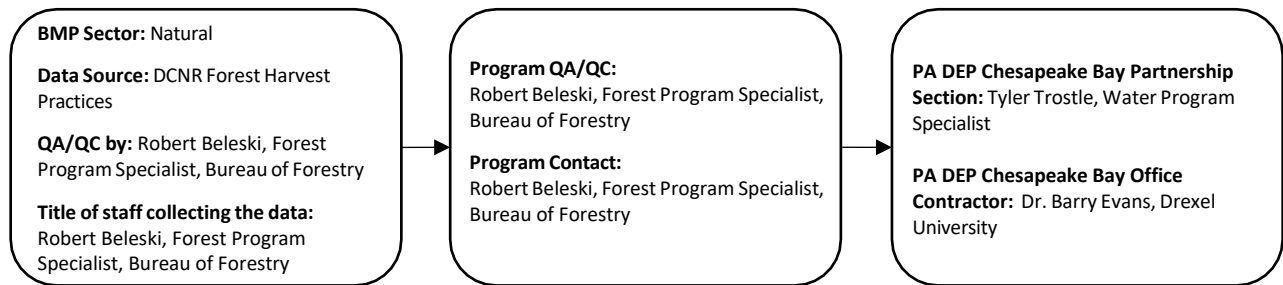 BMP Sector: Natural
Data Source: DCNR Forest Harvest
Practices
QA/QC by: Robert Beleski, Forest
Program Specialist, Bureau of Forestry
Title of staff collecting the data:
Robert Beleski, Forest Program
Specialist, Bureau of Forestry
Program QA/QC:
Robert Beleski, Forest Program Specialist,
Bureau of Forestry
Program Contact:
Robert Beleski, Forest Program Specialist,
Bureau of Forestry
PA DEP Chesapeake Bay Partnership
Section: Tyler Trostle, Water Program
Specialist
PA DEP Chesapeake Bay Office
Contractor: Dr. Barry Evans, Drexel
University